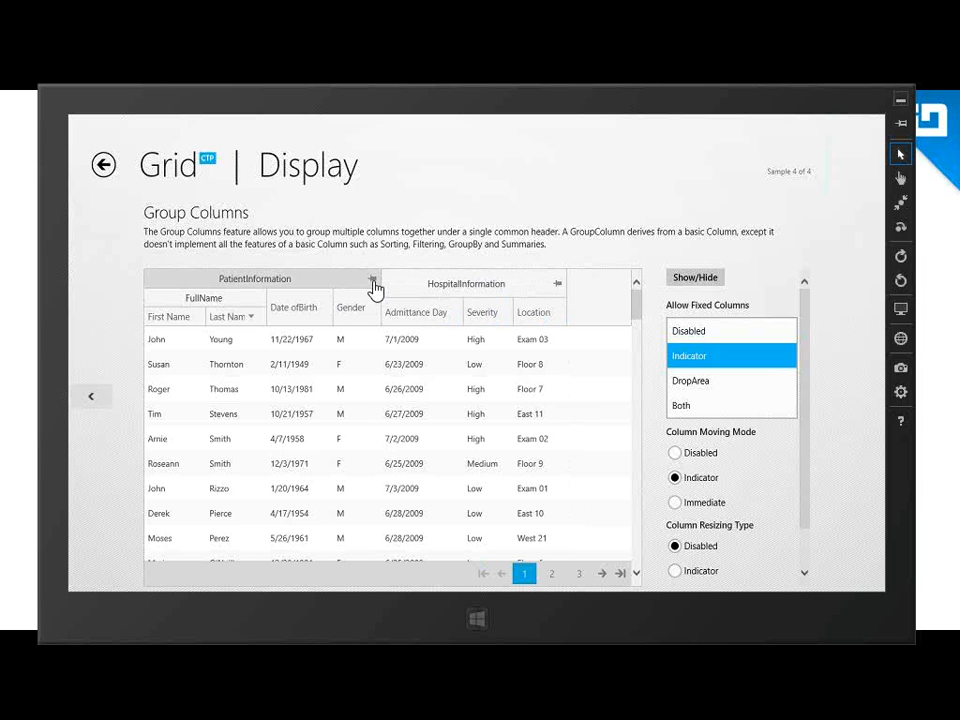 Grid CTP | Display
Sample 4 of 4
Group Columns
The Group Columns feature allows you to group multiple columns together under a single common header. A GroupColumn derives from a basic Column, except it
doesn't implement all the features of a basic Column such as Sorting, Filtering, GroupBy and Summaries.
PatientInformation HospitalInformation
FullName Date ofBirth Gender Admittance Day Severity Location
First Name Last Nam
John Young 11/22/1967 M 7/1/2009 High Exam 03
Susan Thornton 2/11/1949 F 6/23/2009 Low Floor 8
Roger Thomas 10/13/1981 M 6/26/2009 High Floor 7
Tim Stevens 10/21/1957 M 6/27/2009 High East 11
Arnie Smith 4/7/1958 F 7/2/2009 High Exam 02
Roseann Smith 12/3/1971 F 6/25/2009 Medium Floor 9
John Rizzo 1/20/1964 M 7/3/2009 Low Exam 01
Derek Pierce 4/17/1954 M 6/28/2009 Low East 10
Moses Perez 5/26/1961 M 6/28/2009 Low West 21
1 2 3
Show/Hide
Allow Fixed Columns
Disabled
Indicator
DropArea
Both
Column Moving Mode
Disabled
Indicator
Immediate
Column Resizing Type
Disabled
Indicator